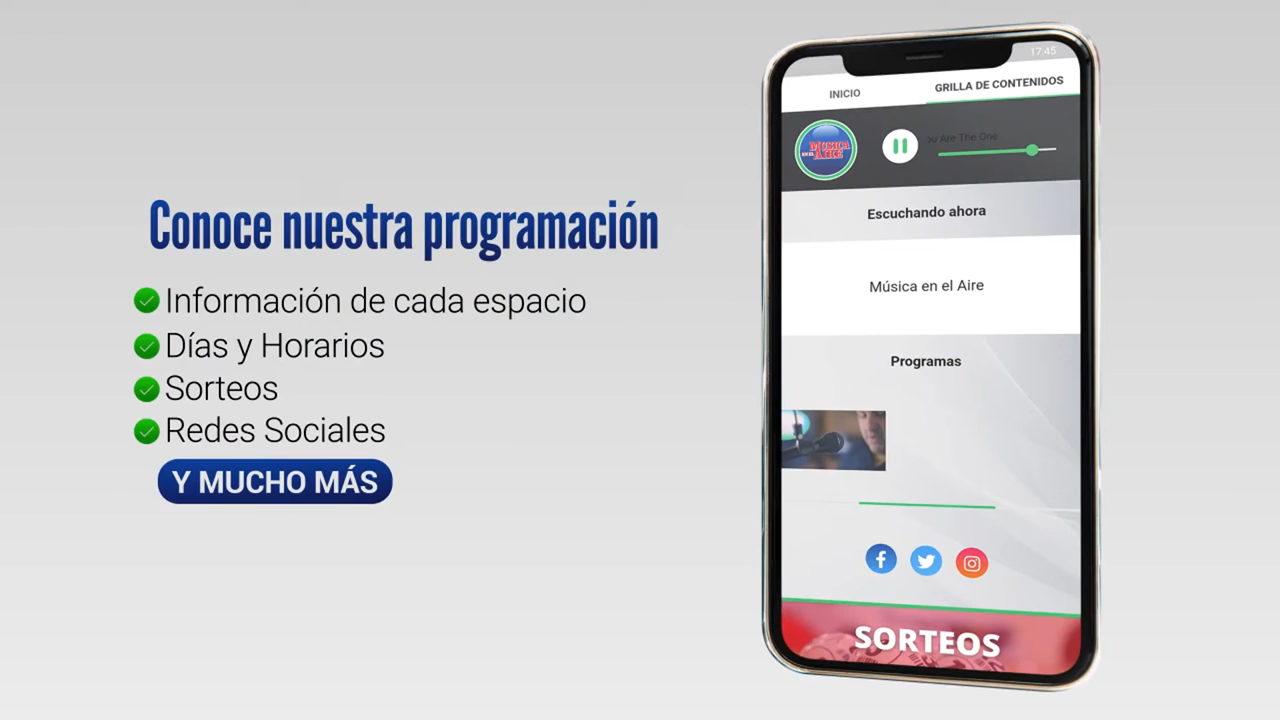 Conoce nuestra programación
Información de cada espacio
Días y Horarios
Sorteos
Redes Sociales
Y MUCHO MÁS
17:45
INICIO
GRILLA DE CONTENIDOS
MÚSICA
EN EL AIRE
ou Are The One
Escuchando ahora
Música en el Aire
Programas
SORTEOS